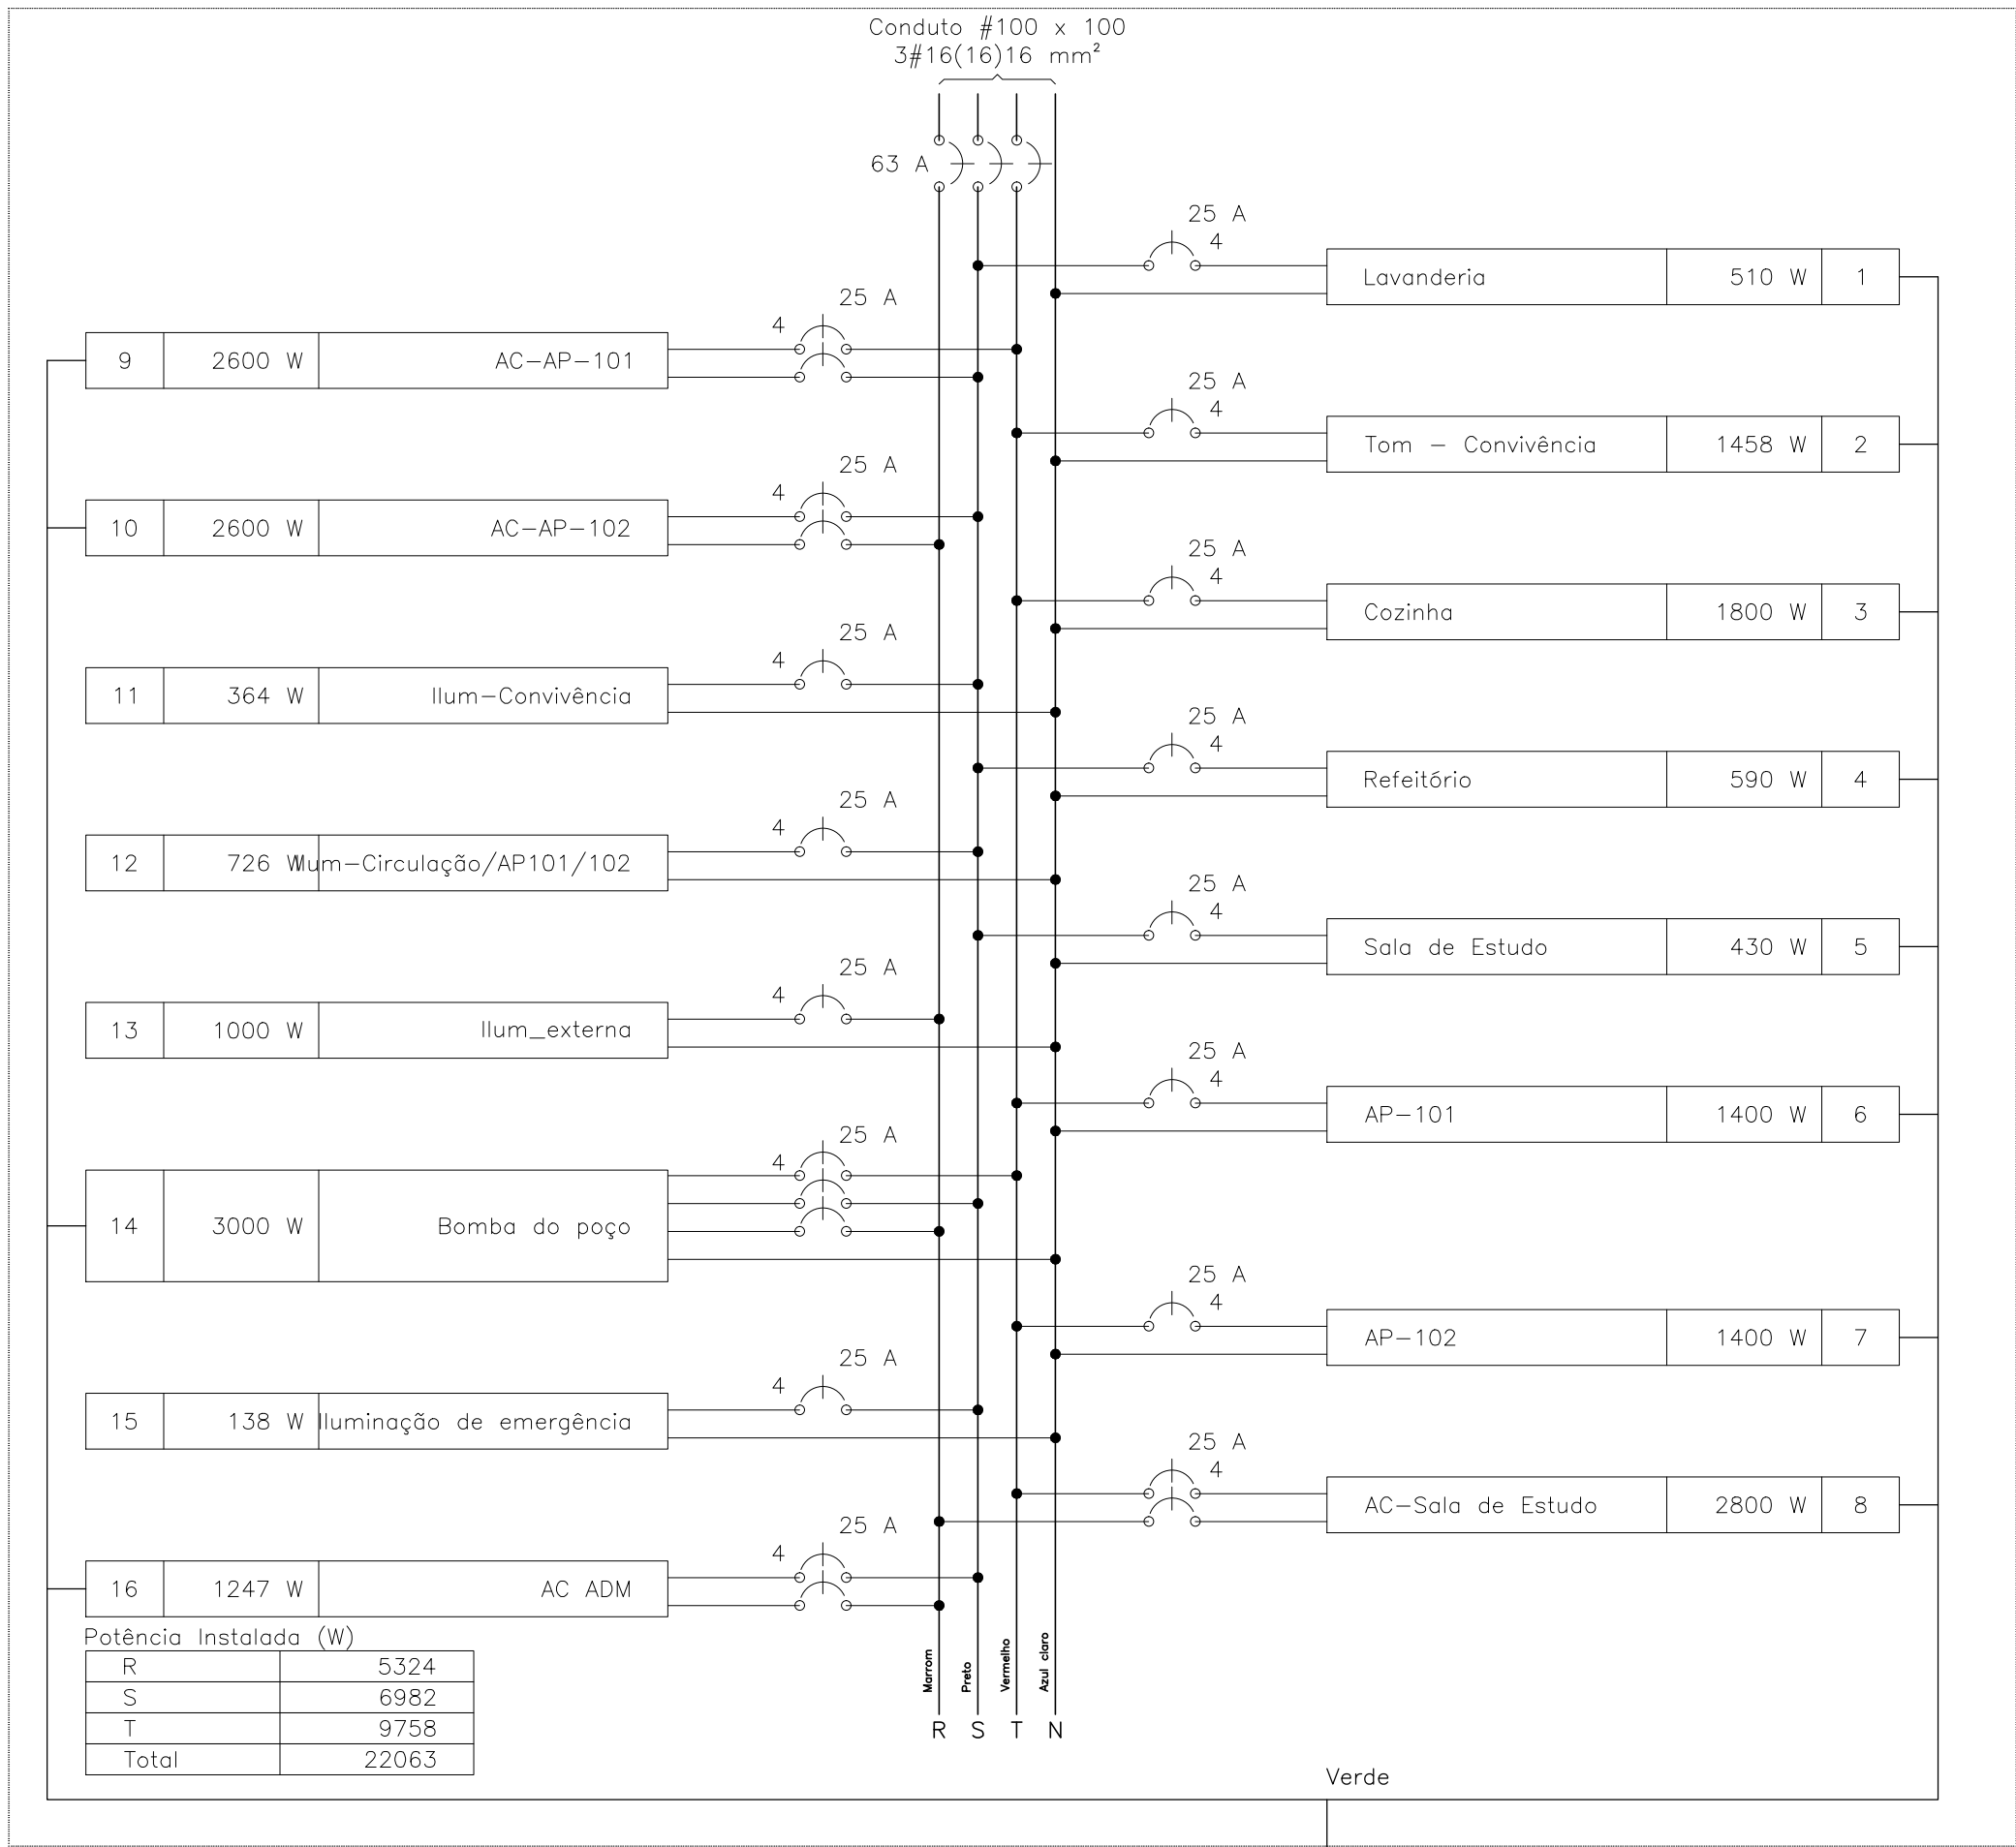 Conduto #100 x 100
3#16(16)16 mm²
63 A
25 A
4
Lavanderia 510 W 1
25 A
4
9 2600 W AC-AP-101
25 A
4
Tom - Convivência 1458 W 2
25 A
4
10 2600 W AC-AP-102
25 A
4
Cozinha 1800 W 3
25 A
4
11 364 W Ilum-Convivência
25 A
4
Refeitório 590 W 4
25 A
4
12 726 W Ilum-Circulação/AP101/102
25 A
4
Sala de Estudo 430 W 5
25 A
4
13 1000 W Ilum_externa
25 A
4
AP-101 1400 W 6
25 A
4
14 3000 W Bomba do poço
25 A
4
AP-102 1400 W 7
25 A
4
15 138 W Iluminação de emergência
25 A
4
AC-Sala de Estudo 2800 W 8
25 A
4
16 1247 W AC ADM
Potência Instalada (W)
R 5324
S 6982
T 9758
Total 22063
Marrom
Preto
Vermelho
Azul claro
R S T N
Verde